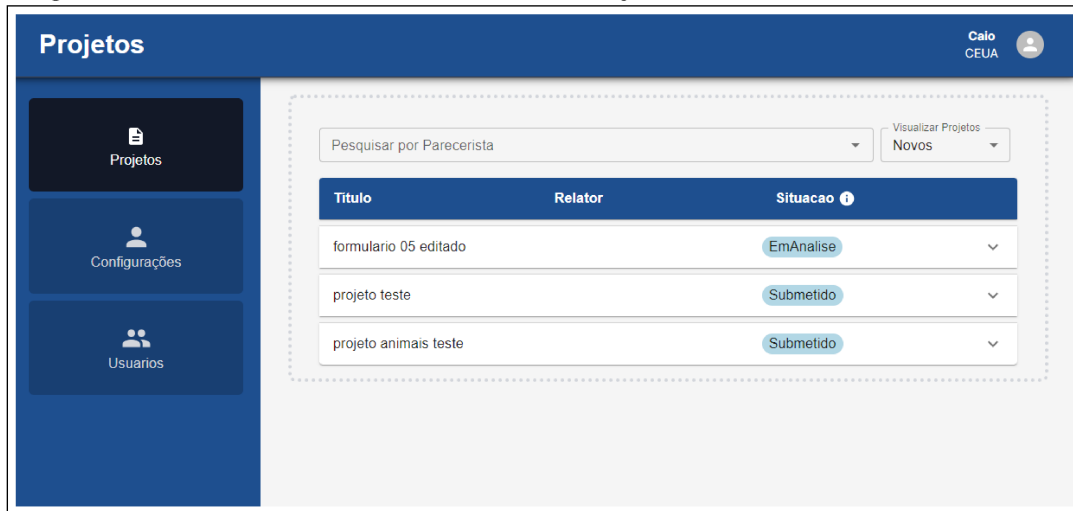 Projetos
Caio
CEUA
Projetos
Configurações
Usuarios
Pesquisar por Parecerista
Visualizar Projetos
Novos
Titulo Relator Situacao
formulario 05 editado EmAnalise
projeto teste Submetido
projeto animais teste Submetido